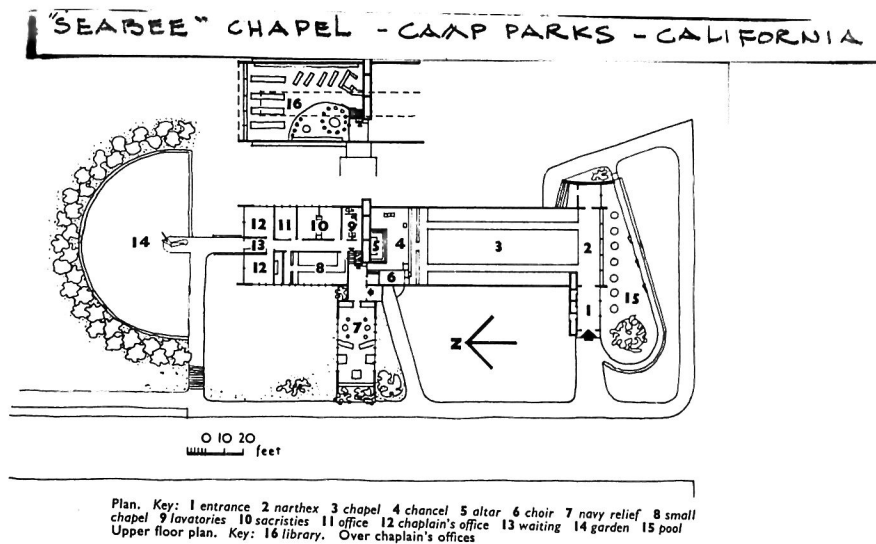 "SEABEE" CHAPEL - CAMP PARKS - CALIFORNIA
16
12 11 10 9
5 4 3 2
14 13
12 8 6
7 1 15
N
0 10 20
feet
Plan. Key: 1 entrance 2 narthex 3 chapel 4 chancel 5 altar 6 choir 7 navy relief 8 small
chapel 9 lavatories 10 sacristies 11 office 12 chaplain's office 13 waiting 14 garden 15 pool
Upper floor plan. Key: 16 library. Over chaplain's offices